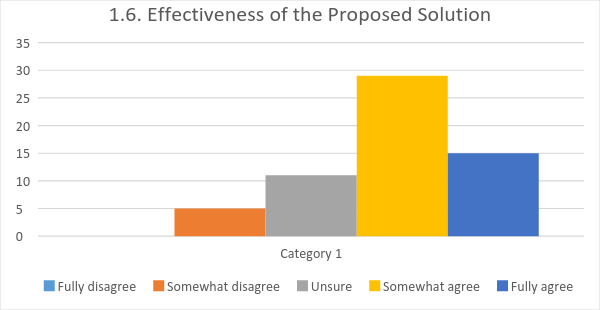 1.6. Effectiveness of the Proposed Solution
35
30
25
20
15
10
5
0
Category 1
Fully disagree Somewhat disagree Unsure Somewhat agree Fully agree